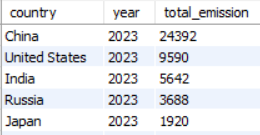 country year total_emission
China 2023 24392
United States 2023 9590
India 2023 5642
Russia 2023 3688
Japan 2023 1920